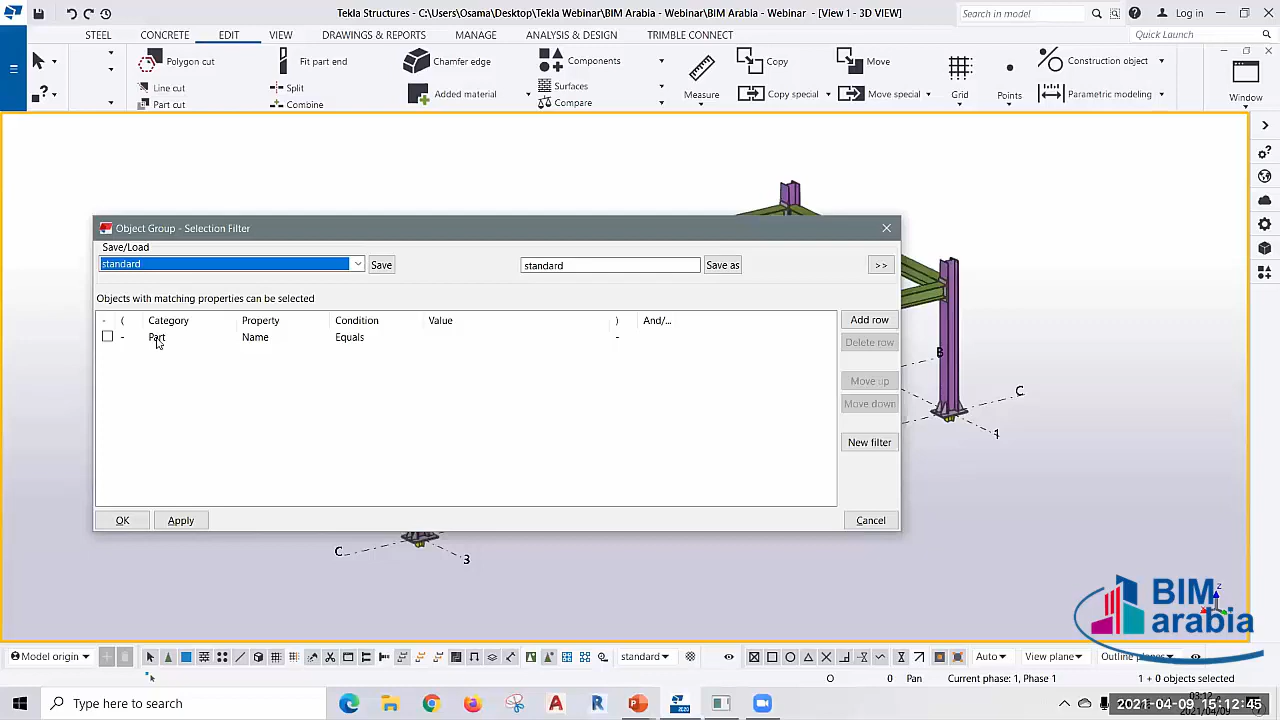 Tekla Structures - C:\U
Osama\Desktop\Tekla Webinar\BIM Arabia - Webin
Arabia - Web
- [View 1 - 3D
Search in model
Log in
STEEL
CONCRETE
EDIT
VIEW
DRAWINGS & REPORTS
MANAGE
ANALYSIS & DESIGN
TRIMBLE CONNECT
Quick Launch
Polygon cut
Fit part end
Chamfer edge
Components
Copy
Move
Construction object
Line cut
Split
Surfaces
Part cut
Combine
Added material
Compare
Measure
Copy special
Move special
Grid
Points
Parametric modeling
Window
Object Group - Selection Filter
Save/Load
standard
Save
standard
Save as
>>
Objects with matching properties can be selected
- ( Category Property Condition Value ) And/...
- Part Name Equals -
Add row
Delete row
Move up
Move down
New filter
OK
Apply
Cancel
B
C
1
C
3
z
BIM
arabia
Model origin
standard
Auto
View plane
Outline planes
O
0
Pan
Current phase: 1, Phase 1
1 + 0 objects selected
Type here to search
2021-04-09 15:12:45